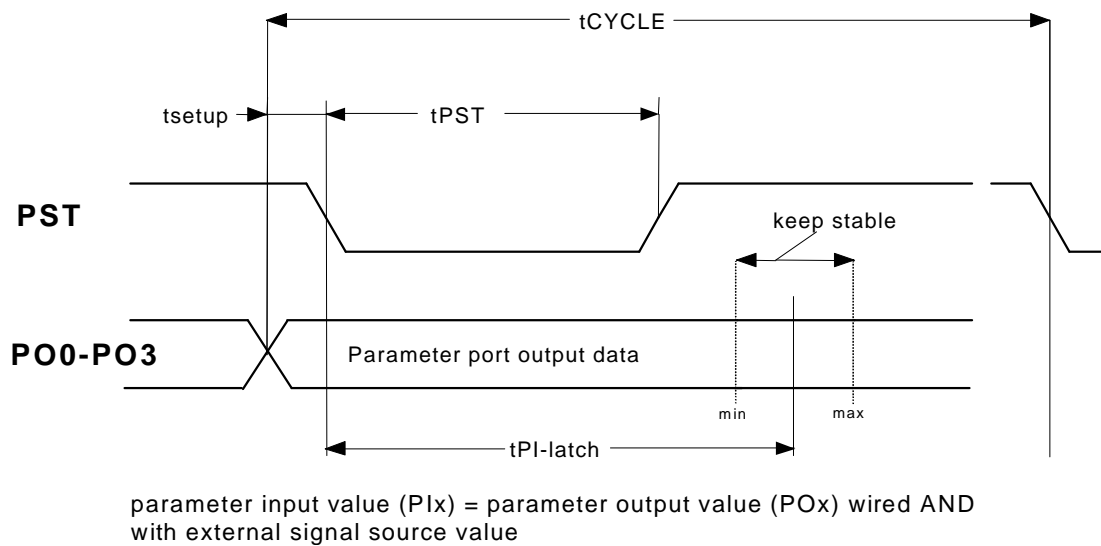 tCYCLE
tsetup
tPST
PST
keep stable
PO0-PO3
Parameter port output data
min
max
tPI-latch
parameter input value (PIx) = parameter output value (POx) wired AND
with external signal source value